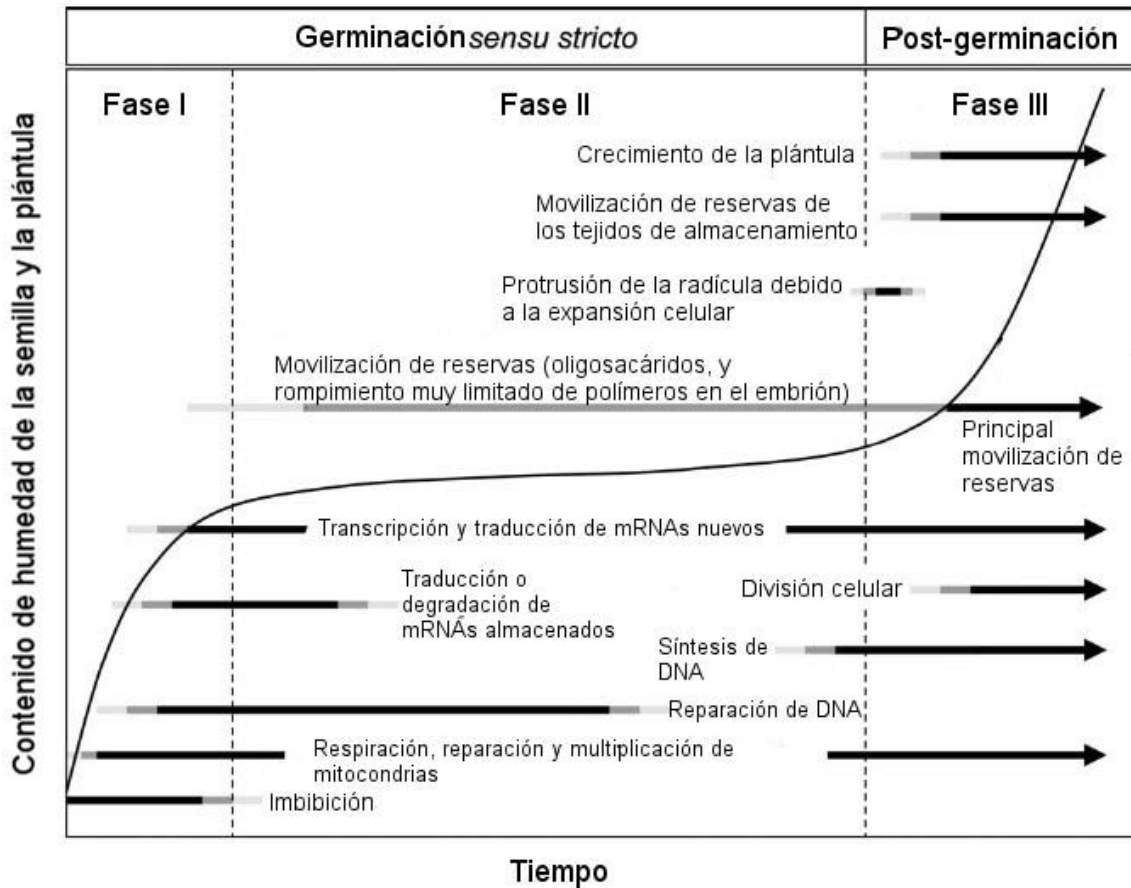 Germinación sensu stricto
Post-germinación
Fase I
Fase II
Fase III
Crecimiento de la plántula
Movilización de reservas de
los tejidos de almacenamiento
Protrusión de la radícula debido
a la expansión celular
Movilización de reservas (oligosacáridos, y
rompimiento muy limitado de polímeros en el embrión)
Principal
movilización de
reservas
Transcripción y traducción de mRNAs nuevos
Traducción o
degradación de
mRNÁs almacenados
División celular
Síntesis de
DNA
Reparación de DNA
Respiración, reparación y multiplicación de
mitocondrias
Imbibición
Contenido de humedad de la semilla y la plántula
Tiempo